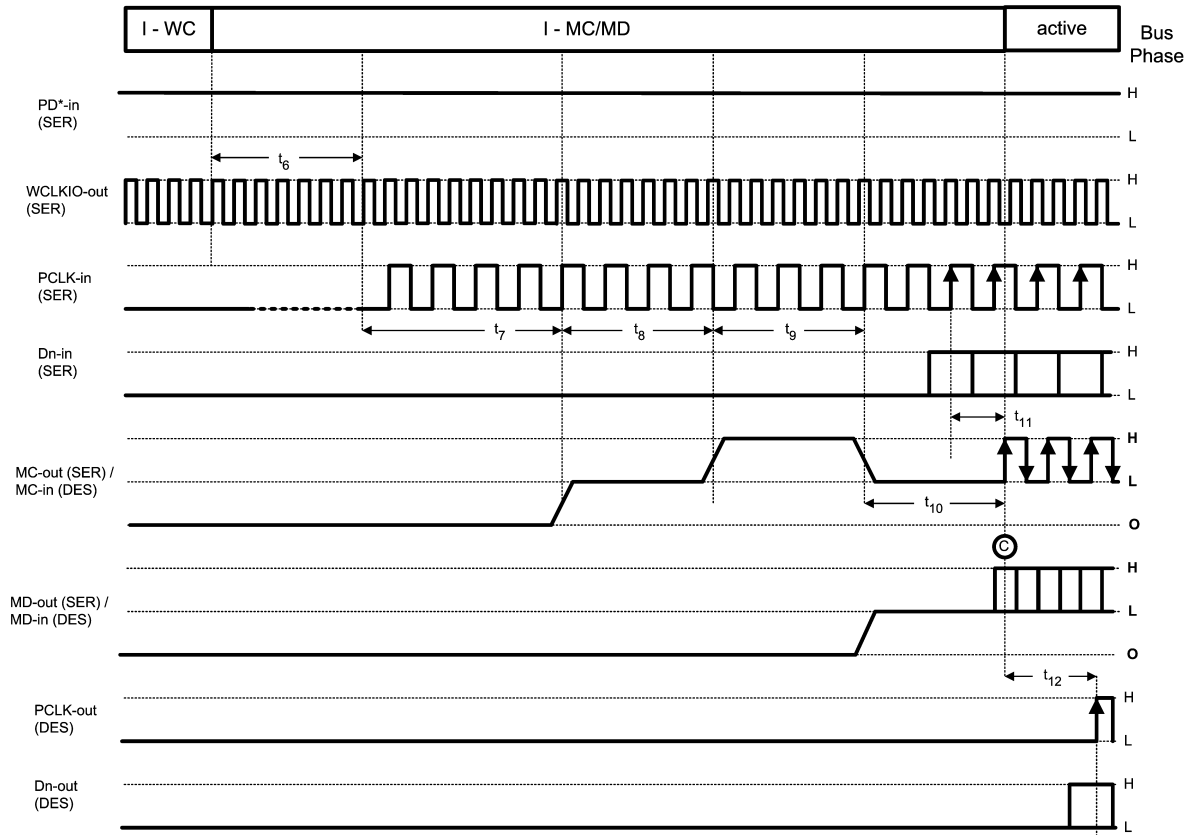 I - WC
I - MC/MD
active
Bus
Phase
PD*-in
(SER)
H
L
t6
WCLKIO-out
(SER)
H
L
PCLK-in
(SER)
H
L
t7
t8
t9
Dn-in
(SER)
H
L
t11
MC-out (SER) /
MC-in (DES)
H
L
O
t10
C
MD-out (SER) /
MD-in (DES)
H
L
O
t12
PCLK-out
(DES)
H
L
Dn-out
(DES)
H
L